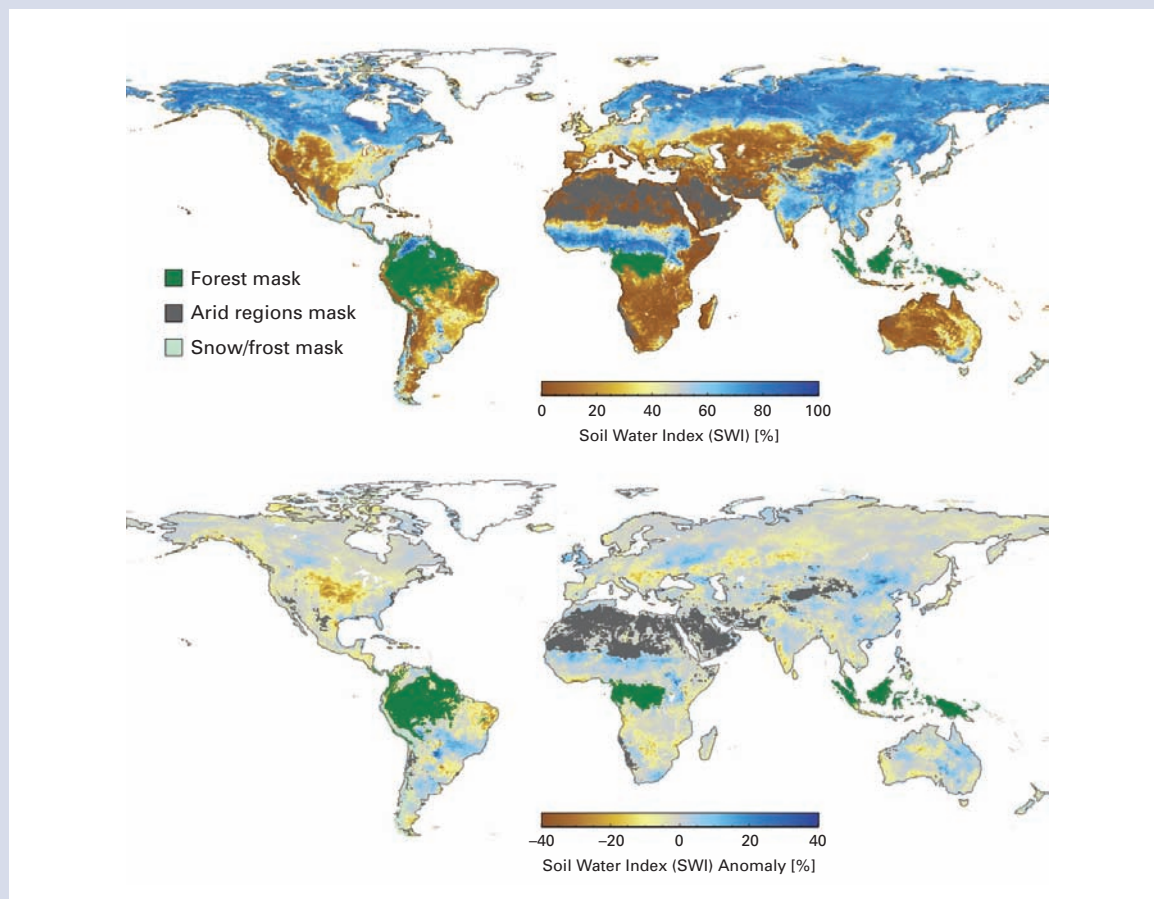 Forest mask
Arid regions mask
Snow/frost mask
0 20 40 60 80 100
Soil Water Index (SWI) [%]
−40 −20 0 20 40
Soil Water Index (SWI) Anomaly [%]